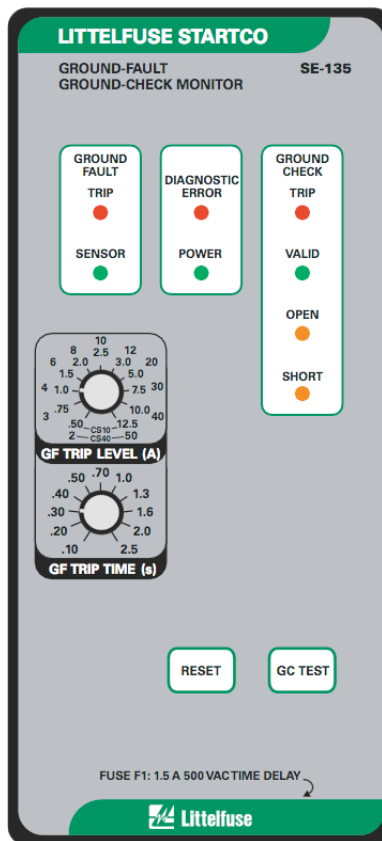 LITTELFUSE STARTCO
GROUND-FAULT SE-135
GROUND-CHECK MONITOR
GROUND
FAULT
TRIP
SENSOR
DIAGNOSTIC
ERROR
POWER
GROUND
CHECK
TRIP
VALID
OPEN
SHORT
10
8 2.5 12
6 2.0 3.0 20
1.5 5.0
4 1.0 7.5 30
3 .75 10.0 40
.50 CS10 12.5
2 CS40 50
GF TRIP LEVEL (A)
.50 .70 1.0
.40 1.3
.30 1.6
.20 2.0
.10 2.5
GF TRIP TIME (s)
RESET
GC TEST
FUSE F1: 1.5 A 500 VAC TIME DELAY
Littelfuse